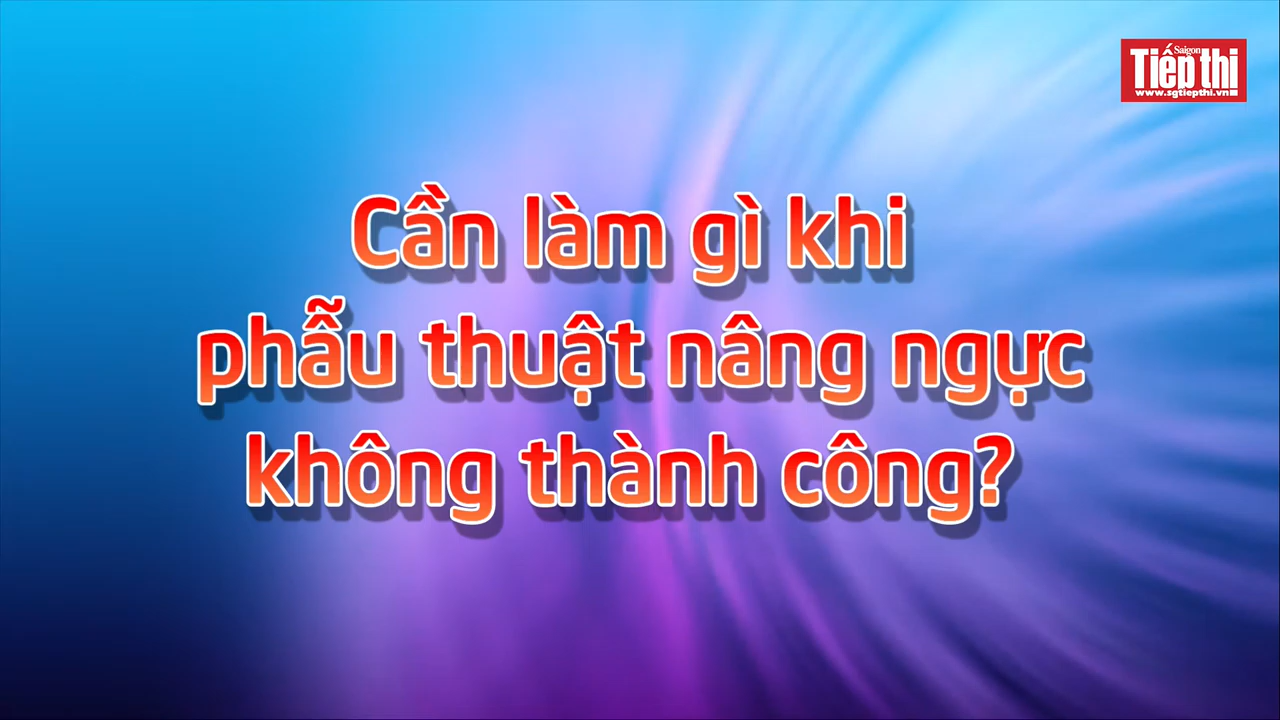 Saigon
Tiếp thị
www.sgtiepthi.vn
Cần làm gì khi
phẫu thuật nâng ngực
không thành công?